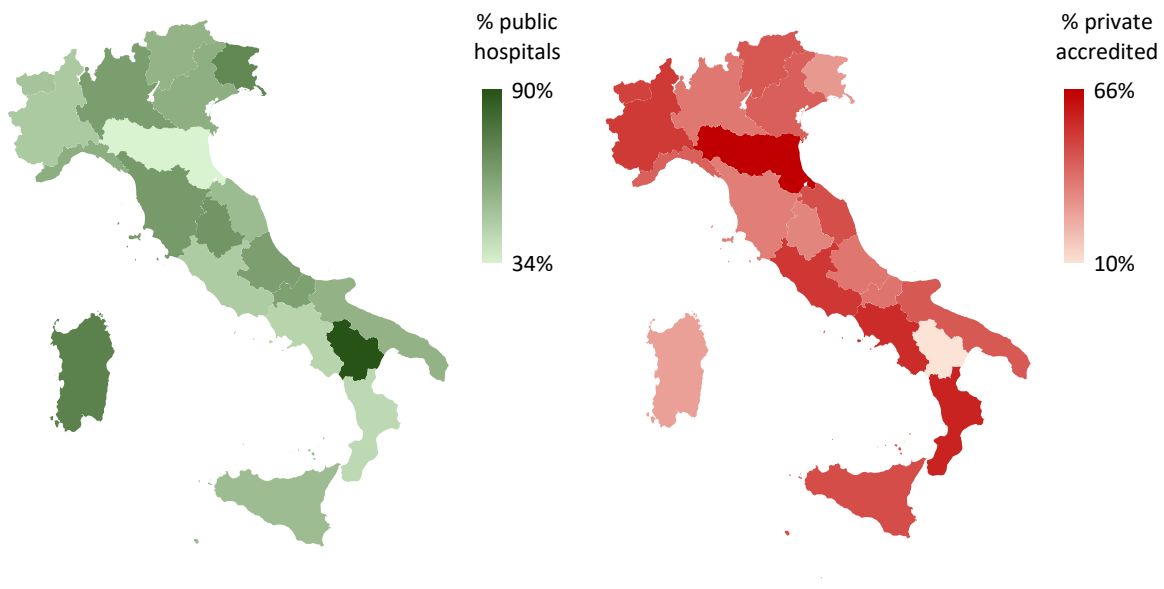 % public
hospitals
90%
34%
% private
accredited
66%
10%